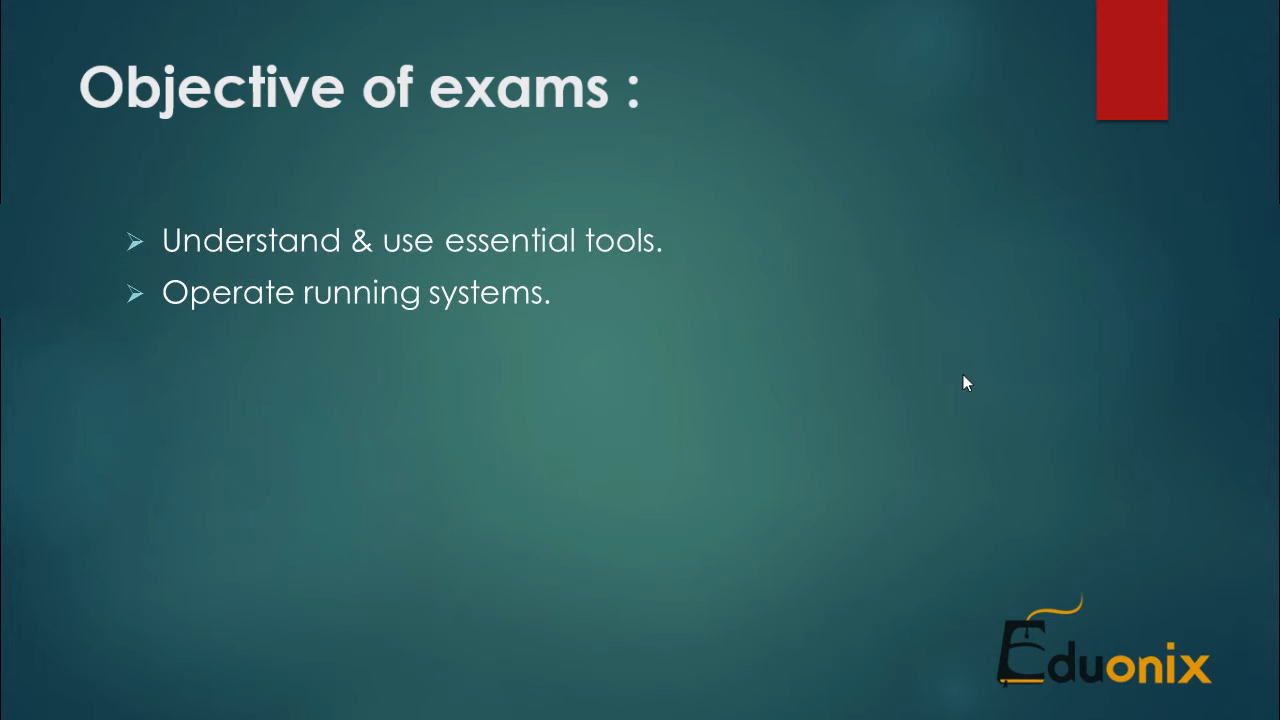 Objective of exams :
Understand & use essential tools.
Operate running systems.
Eduonix